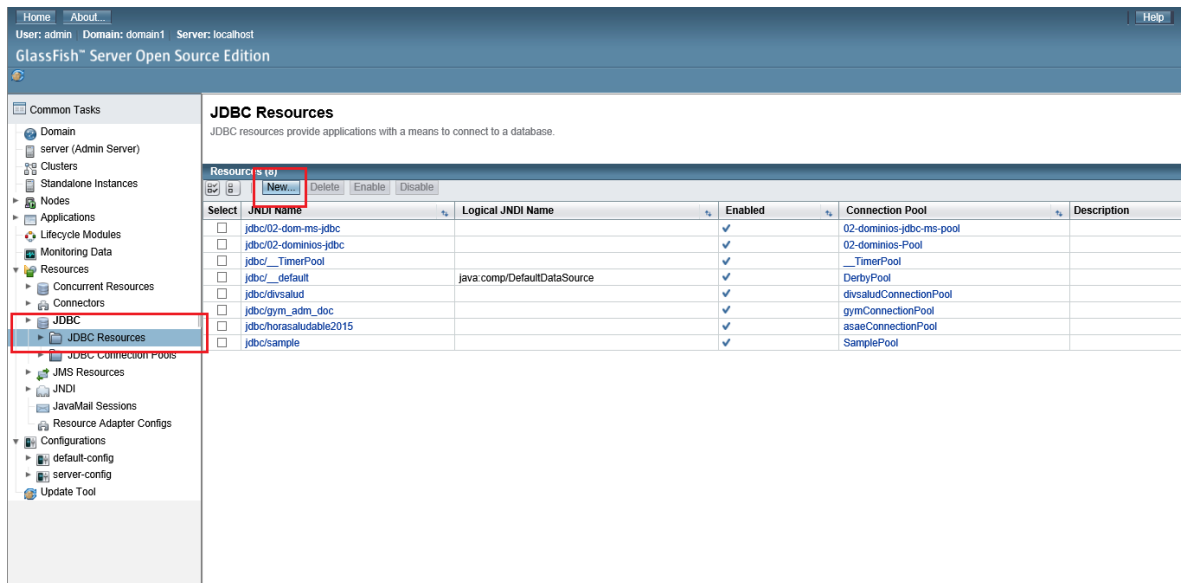 Home About... Help
User: admin Domain: domain1 Server: localhost
GlassFish™ Server Open Source Edition
Common Tasks
Domain
server (Admin Server)
Clusters
Standalone Instances
Nodes
Applications
Lifecycle Modules
Monitoring Data
Resources
Concurrent Resources
Connectors
JDBC
JDBC Resources
JDBC Connection Pools
JMS Resources
JNDI
JavaMail Sessions
Resource Adapter Configs
Configurations
default-config
server-config
Update Tool
JDBC Resources
JDBC resources provide applications with a means to connect to a database.
Resources (8)
New... Delete Enable Disable
Select JNDI Name Logical JNDI Name Enabled Connection Pool Description
jdbc/02-dom-ms-jdbc 02-dominios-jdbc-ms-pool
jdbc/02-dominios-jdbc 02-dominios-Pool
jdbc/__TimerPool __TimerPool
jdbc/__default java:comp/DefaultDataSource DerbyPool
jdbc/divsalud divsaludConnectionPool
jdbc/gym_adm_doc gymConnectionPool
jdbc/horasaludable2015 asaeConnectionPool
jdbc/sample SamplePool